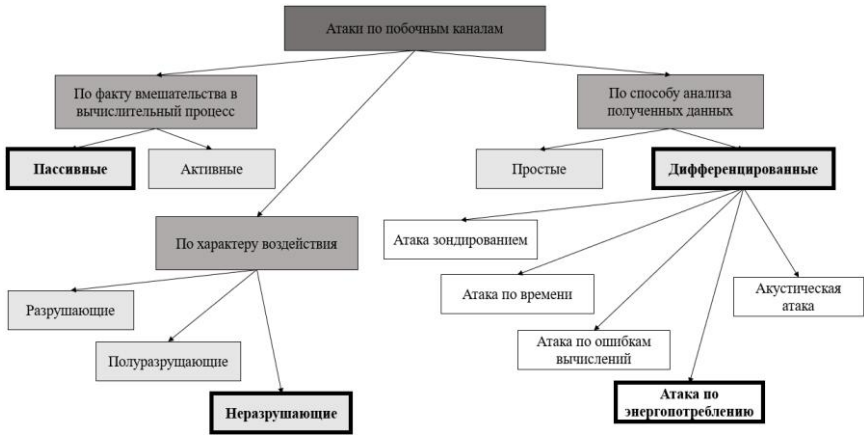 Атаки по побочным каналам
По факту вмешательства в
вычислительный процесс
По способу анализа
полученных данных
Пассивные
Активные
Простые
Дифференцированные
По характеру воздействия
Атака зондированием
Атака по времени
Акустическая
атака
Разрушающие
Атака по ошибкам
вычислений
Полуразрущающие
Атака по
энергопотреблению
Неразрушающие